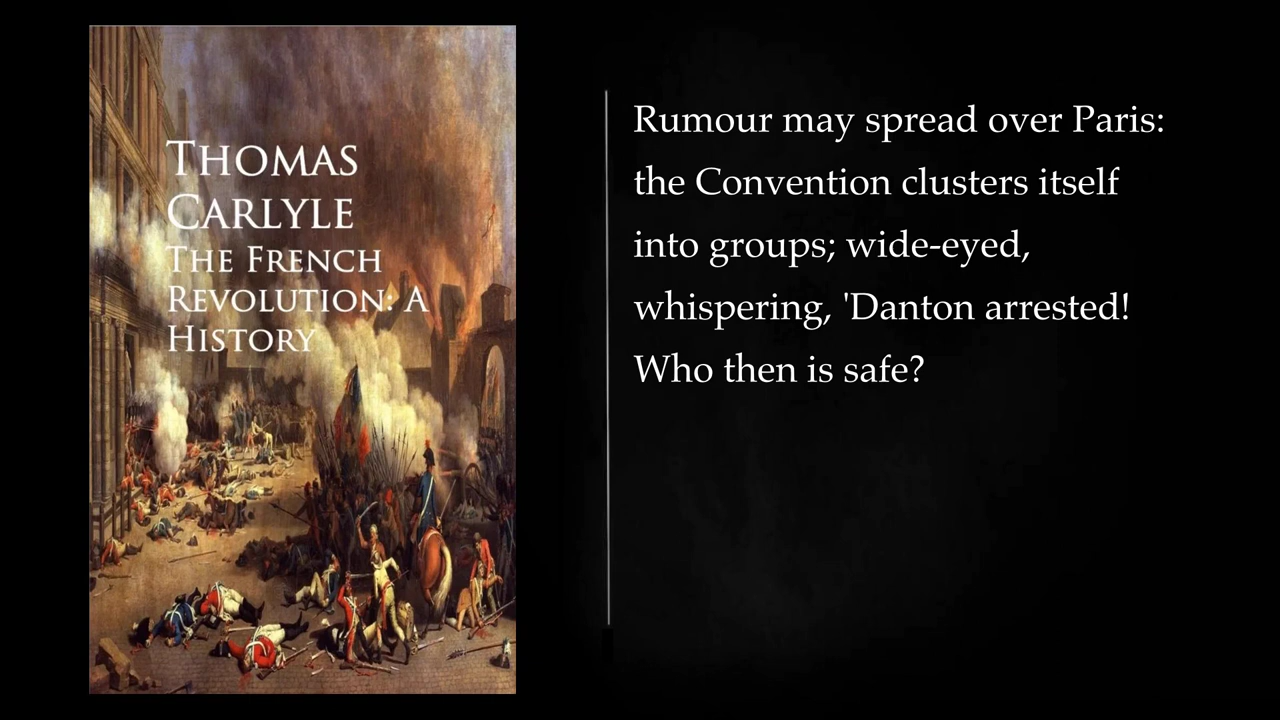 THOMAS
CARLYLE
THE FRENCH
REVOLUTION: A
HISTORY
Rumour may spread over Paris:
the Convention clusters itself
into groups; wide-eyed,
whispering, 'Danton arrested!
Who then is safe?